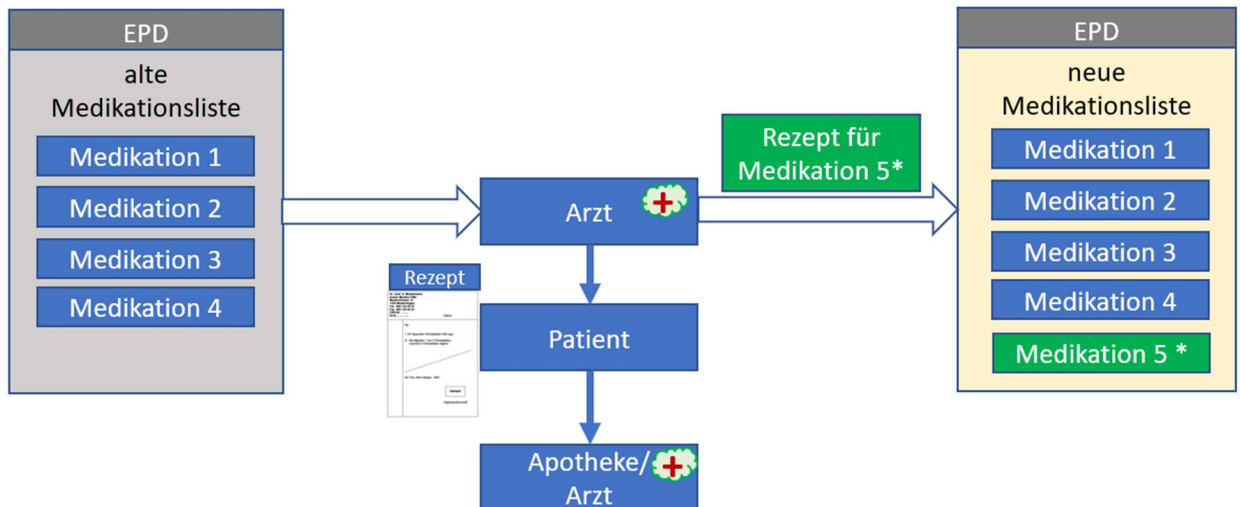 EPD
alte
Medikationsliste
Medikation 1
Medikation 2
Medikation 3
Medikation 4
Arzt
Rezept
Patient
Apotheke/
Arzt
Rezept für
Medikation 5*
EPD
neue
Medikationsliste
Medikation 1
Medikation 2
Medikation 3
Medikation 4
Medikation 5 *